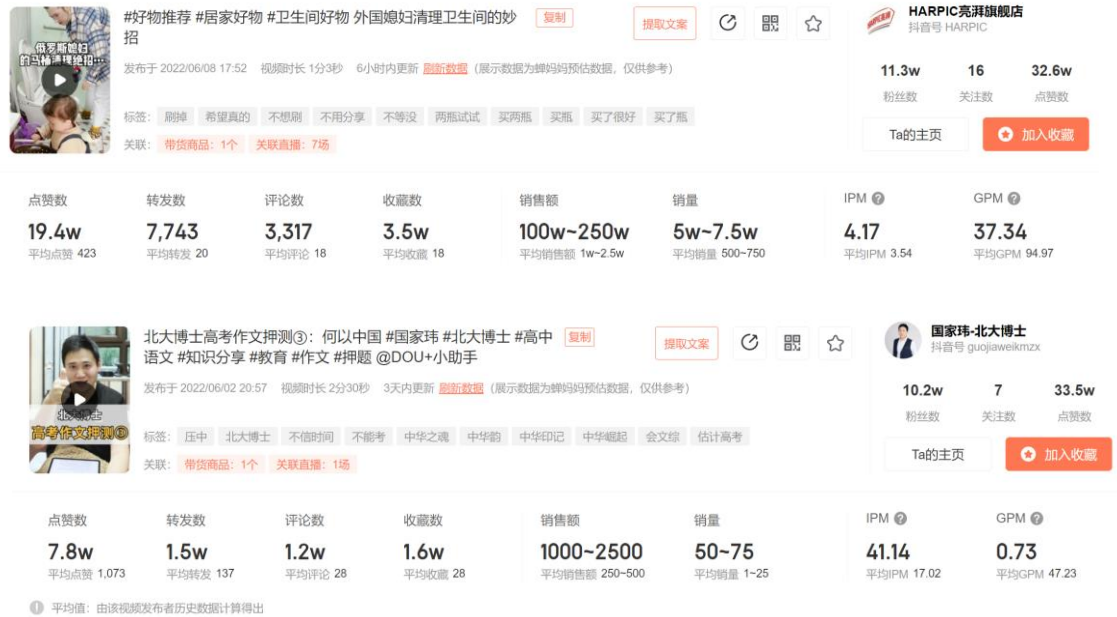 #好物推荐 #居家好物 #卫生间好物 外国媳妇清理卫生间的妙招
复制
提取文案
HARPIC亮湃旗舰店
抖音号 HARPIC
俄罗斯媳妇
的马桶清理绝招…
发布于 2022/06/08 17:52 视频时长 1分3秒 6小时内更新 刷新数据 (展示数据为蝉妈妈预估数据,仅供参考)
11.3w 16 32.6w
粉丝数 关注数 点赞数
标签: 刷掉 希望真的 不想刷 不用分享 不等没 两瓶试试 买两瓶 买瓶 买了很好 买了瓶
关联: 带货商品:1个 关联直播:7场
Ta的主页 加入收藏
点赞数 转发数 评论数 收藏数 销售额 销量 IPM ? GPM ?
19.4w 7,743 3,317 3.5w 100w~250w 5w~7.5w 4.17 37.34
平均点赞 423 平均转发 20 平均评论 18 平均收藏 18 平均销售额 1w~2.5w 平均销量 500~750 平均IPM 3.54 平均GPM 94.97
北大博士高考作文押测③:何以中国 #国家玮 #北大博士 #高中
语文 #知识分享 #教育 #作文 #押题 @DOU+小助手
复制
提取文案
国家玮-北大博士
抖音号 guojiaweikmzx
发布于 2022/06/02 20:57 视频时长 2分30秒 3天内更新 刷新数据 (展示数据为蝉妈妈预估数据,仅供参考)
10.2w 7 33.5w
粉丝数 关注数 点赞数
北大博士
高考作文押测③
标签: 压中 北大博士 不信时间 不能考 中华之魂 中华韵 中华印记 中华崛起 会文综 估计高考
关联: 带货商品:1个 关联直播:1场
Ta的主页 加入收藏
点赞数 转发数 评论数 收藏数 销售额 销量 IPM ? GPM ?
7.8w 1.5w 1.2w 1.6w 1000~2500 50~75 41.14 0.73
平均点赞 1,073 平均转发 137 平均评论 28 平均收藏 28 平均销售额 250~500 平均销量 1~25 平均IPM 17.02 平均GPM 47.23
平均值:由该视频发布者历史数据计算得出